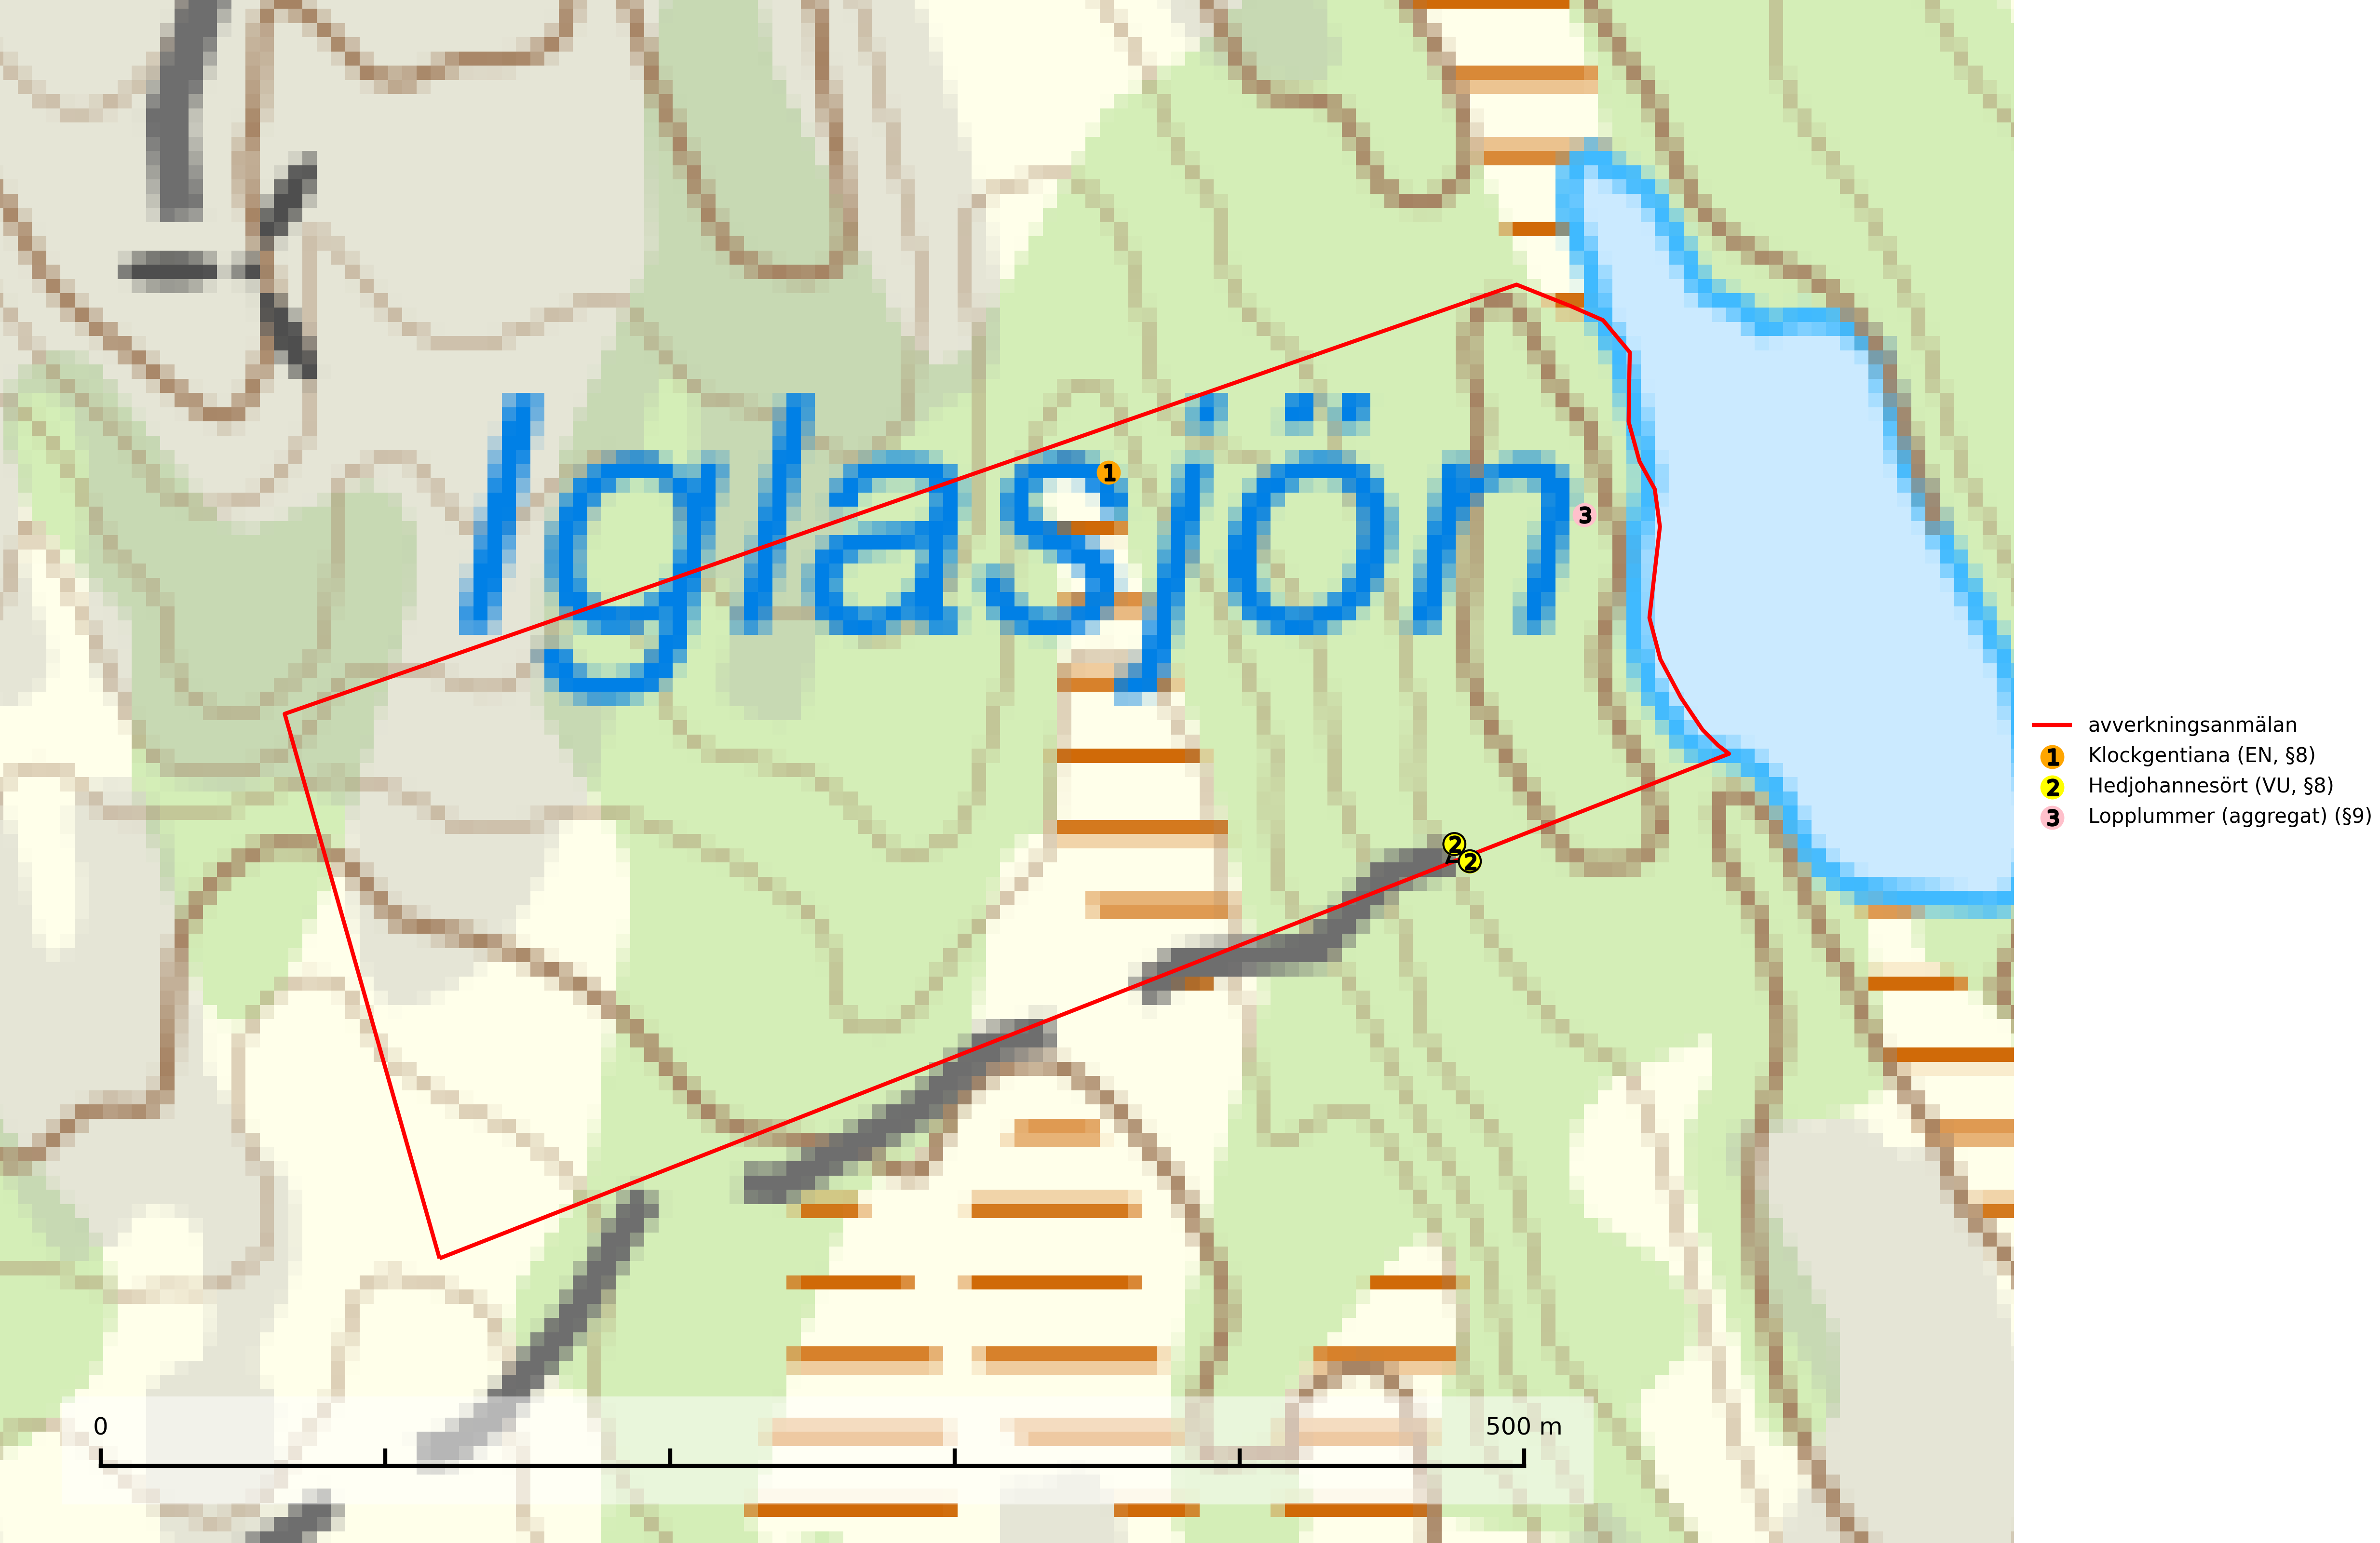 Iglasjön
1
3
2
2
0
500 m
avverkningsanmälan
1 Klockgentiana (EN, §8)
2 Hedjohannesört (VU, §8)
3 Lopplummer (aggregat) (§9)